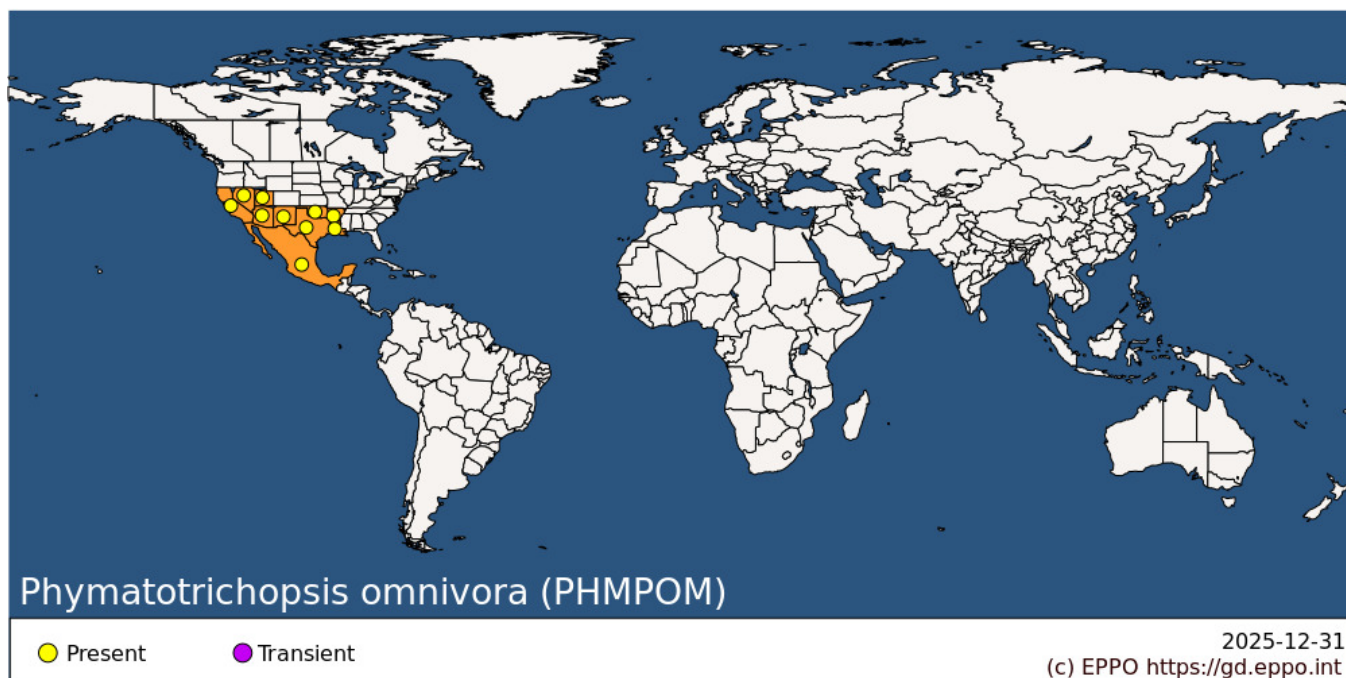 Phymatotrichopsis omnivora (PHMPOM)
Present
Transient
2025-12-31
(c) EPPO https://gd.eppo.int